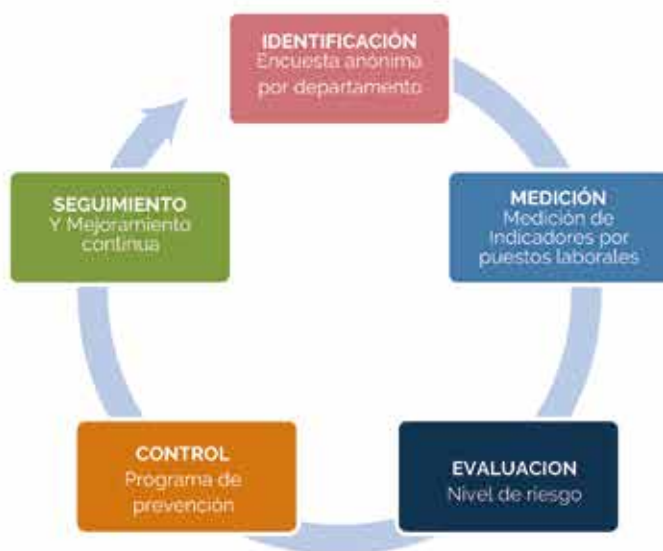 IDENTIFICACIÓN
Encuesta anónima
por departamento
MEDICIÓN
Medición de
Indicadores por
puestos laborales
EVALUACION
Nivel de riesgo
CONTROL
Programa de
prevención
SEGUIMIENTO
Y Mejoramiento
continua